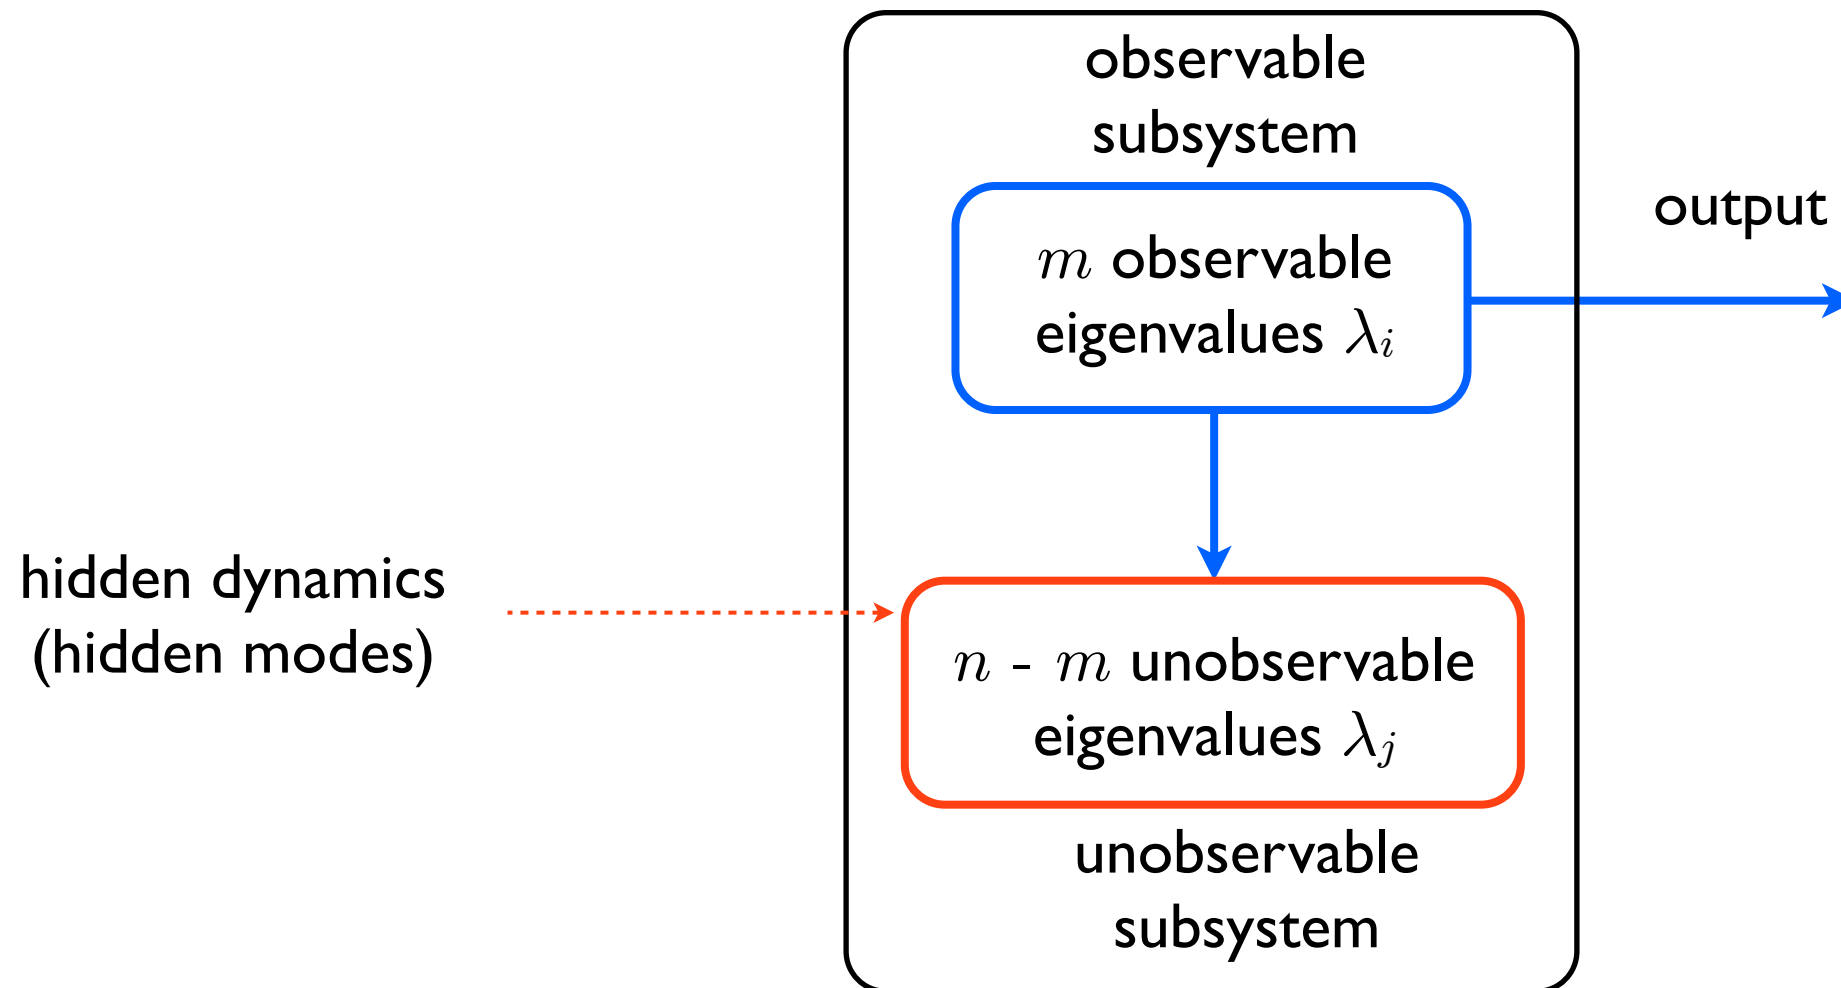 observable
subsystem
output
m observable
eigenvalues λᵢ
hidden dynamics
(hidden modes)
n - m unobservable
eigenvalues λⱼ
unobservable
subsystem